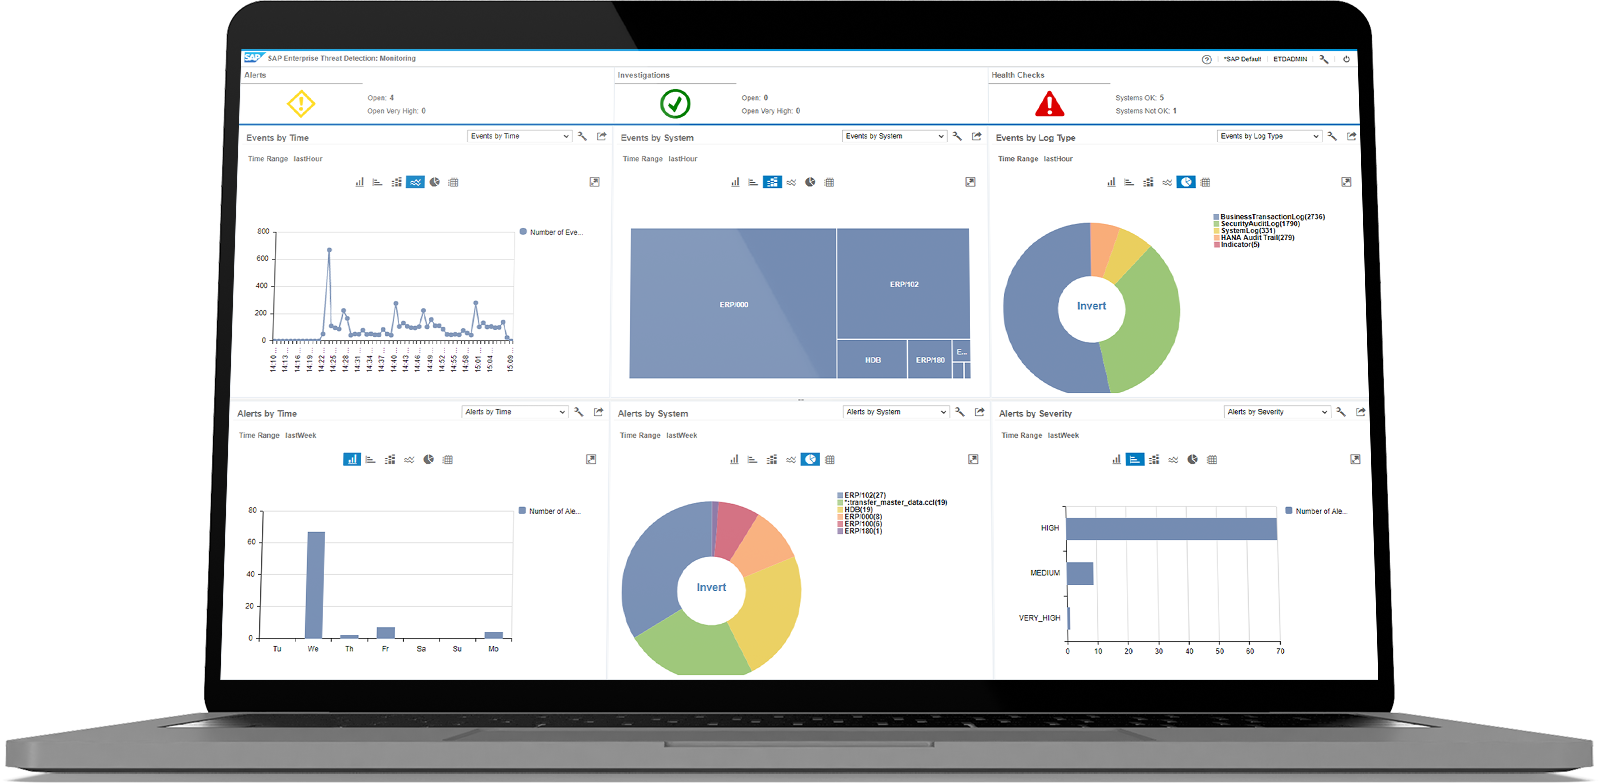 SAP SAP Enterprise Threat Detection: Monitoring
*SAP Default ETDADMIN
Alerts
Open: 4
Open Very High: 0
Investigations
Open: 0
Open Very High: 0
Health Checks
Systems OK: 5
Systems Not OK: 1
Events by Time
Events by Time
Time Range lastHour
Number of Eve...
800
600
400
200
0
14:10 ...
14:13 ...
14:16 ...
14:19 ...
14:22 ...
14:25 ...
14:28 ...
14:31 ...
14:34 ...
14:37 ...
14:40 ...
14:43 ...
14:46 ...
14:49 ...
14:52 ...
14:55 ...
14:58 ...
15:01 ...
15:04 ...
15:09 ...
Events by System
Events by System
Time Range lastHour
ERP/000
ERP/102
HDB
ERP/180
E...
Events by Log Type
Events by Log Type
Time Range lastHour
BusinessTransactionLog(2736)
SecurityAuditLog(1790)
SystemLog(331)
HANA Audit Trail(279)
Indicator(5)
Invert
Alerts by Time
Alerts by Time
Time Range lastWeek
Number of Ale...
80
60
40
20
0
Tu We Th Fr Sa Su Mo
Alerts by System
Alerts by System
Time Range lastWeek
ERP/102(27)
*:transfer_master_data.ccl(19)
HDB(19)
ERP/000(8)
ERP/100(6)
ERP/180(1)
Invert
Alerts by Severity
Alerts by Severity
Time Range lastWeek
Number of Ale...
HIGH
MEDIUM
VERY_HIGH
0 10 20 30 40 50 60 70